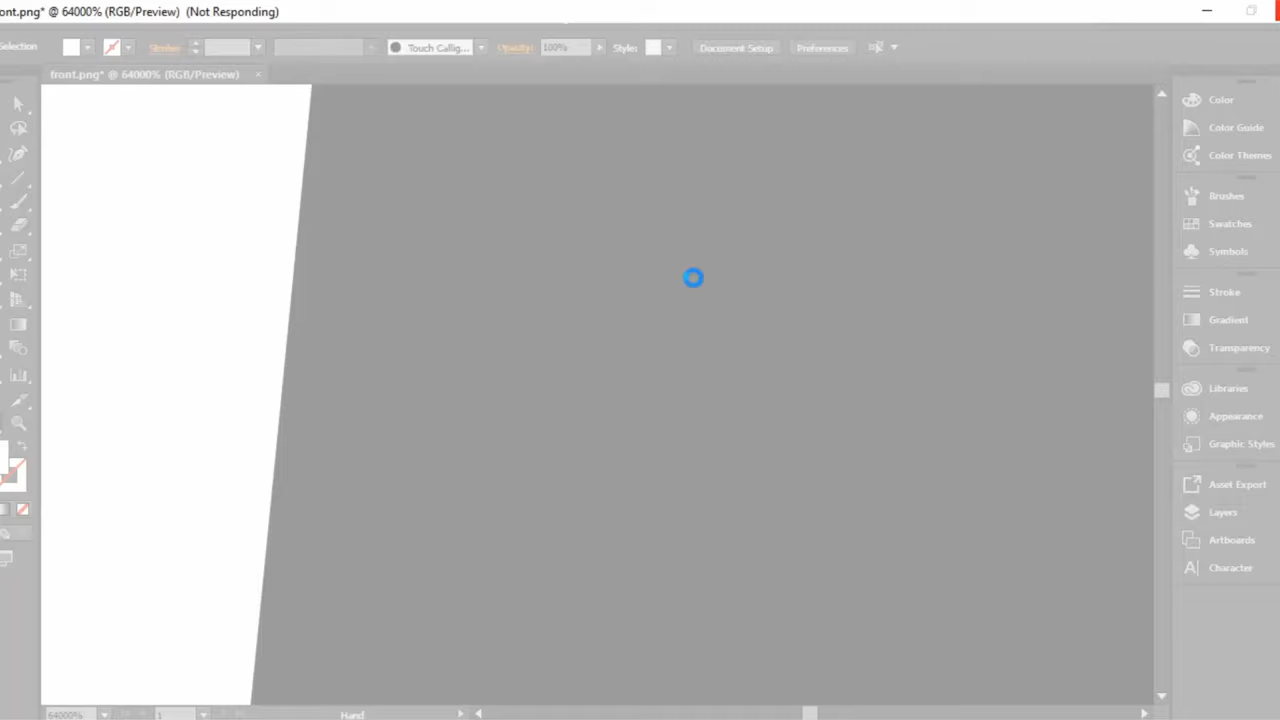 ont.png* @ 64000% (RGB/Preview) (Not Responding)
Selection Stroke: Touch Callig... Opacity: 100% Style: Document Setup Preferences
front.png* @ 64000% (RGB/Preview) ×
Color
Color Guide
Color Themes
Brushes
Swatches
Symbols
Stroke
Gradient
Transparency
Libraries
Appearance
Graphic Styles
Asset Export
Layers
Artboards
Character
64000% 1 Hand